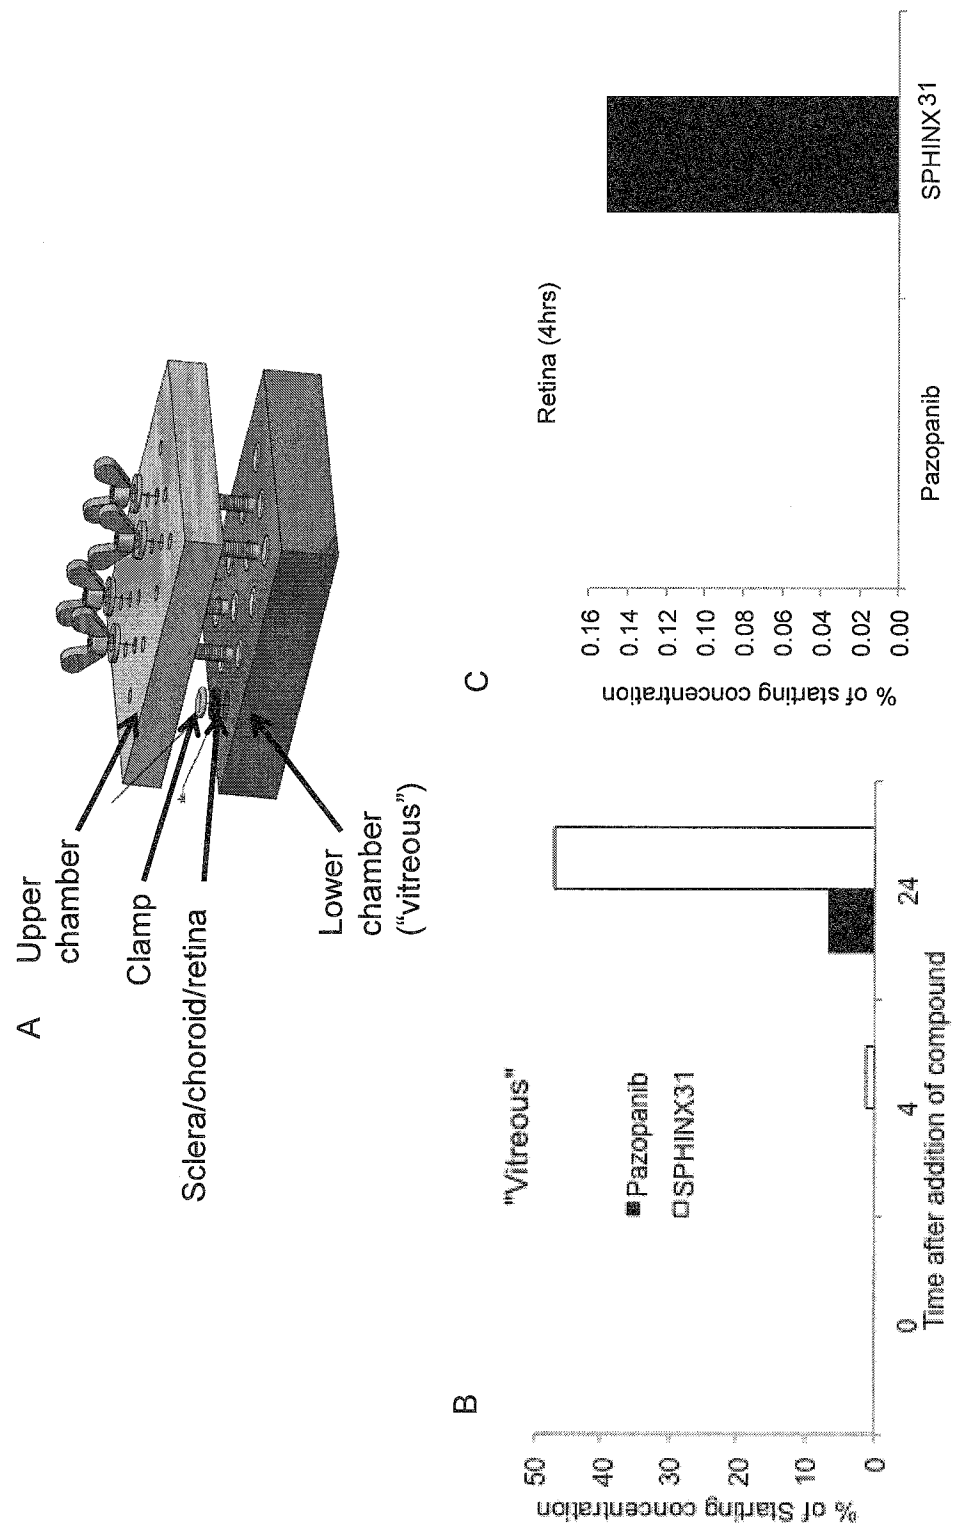 A
Upper
chamber
Clamp
Sclera/choroid/retina
Lower
chamber
("vitreous")
B
"Vitreous"
Pazopanib
SPHINX31
% of Starting concentration
50
40
30
20
10
0
0
4
24
Time after addition of compound
C
Retina (4hrs)
% of starting concentration
0.16
0.14
0.12
0.10
0.08
0.06
0.04
0.02
0.00
Pazopanib
SPHINX31